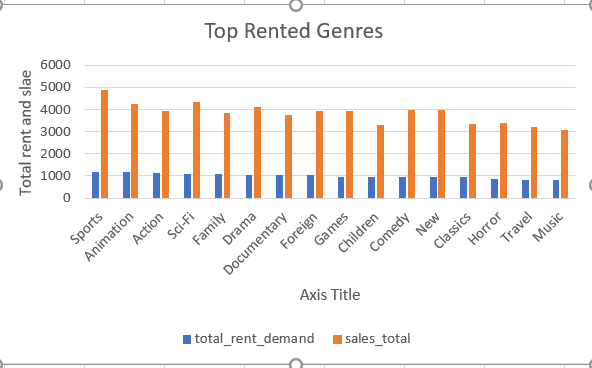 Top Rented Genres
Total rent and slae
6000
5000
4000
3000
2000
1000
0
Sports
Animation
Action
Sci-Fi
Family
Drama
Documentary
Foreign
Games
Children
Comedy
New
Classics
Horror
Travel
Music
Axis Title
total_rent_demand sales_total